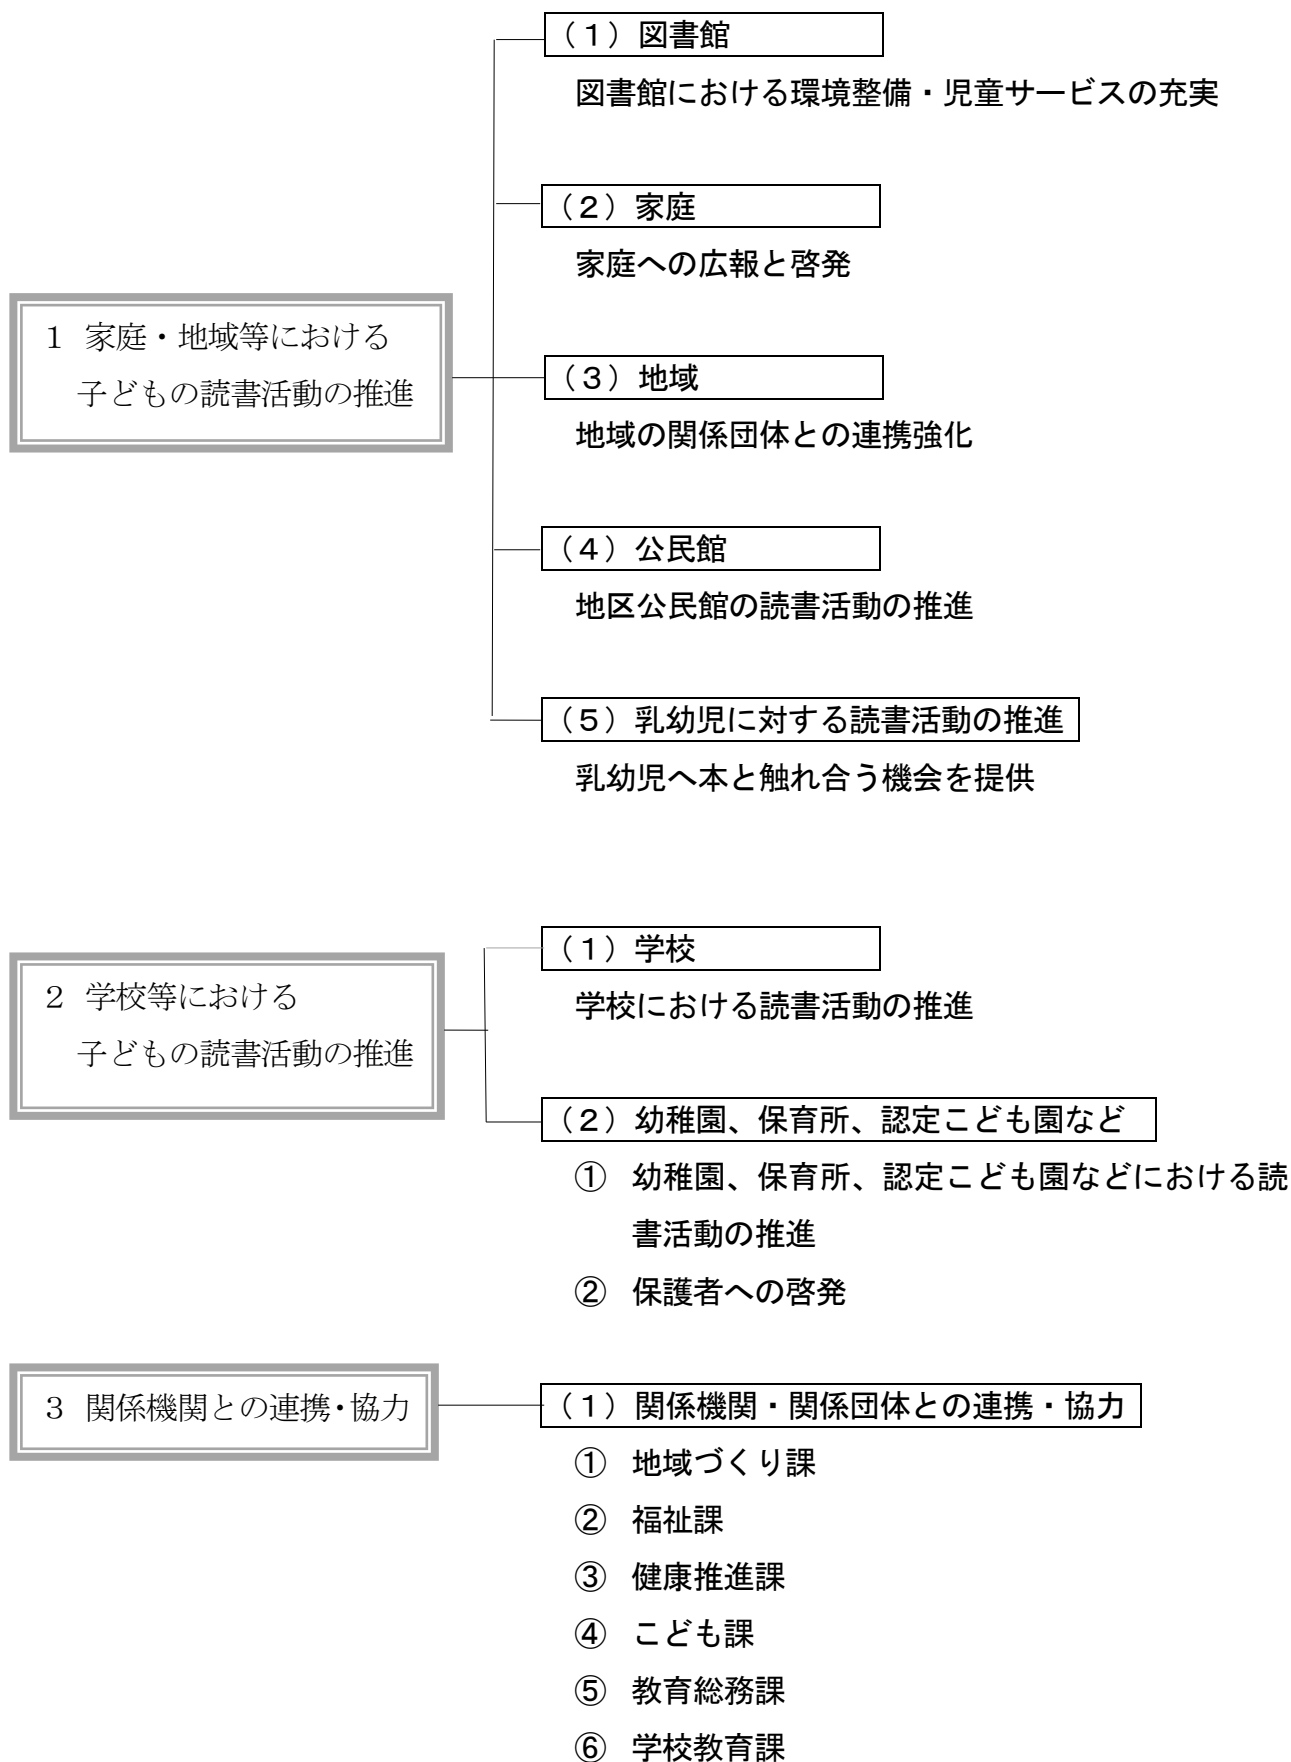 （１）図書館
図書館における環境整備・児童サービスの充実
（２）家庭
家庭への広報と啓発
１ 家庭・地域等における
子どもの読書活動の推進
（３）地域
地域の関係団体との連携強化
（４）公民館
地区公民館の読書活動の推進
（５）乳幼児に対する読書活動の推進
乳幼児へ本と触れ合う機会を提供
２ 学校等における
子どもの読書活動の推進
（１）学校
学校における読書活動の推進
（２）幼稚園、保育所、認定こども園など
① 幼稚園、保育所、認定こども園などにおける読
書活動の推進
② 保護者への啓発
３ 関係機関との連携・協力
（１）関係機関・関係団体との連携・協力
① 地域づくり課
② 福祉課
③ 健康推進課
④ こども課
⑤ 教育総務課
⑥ 学校教育課